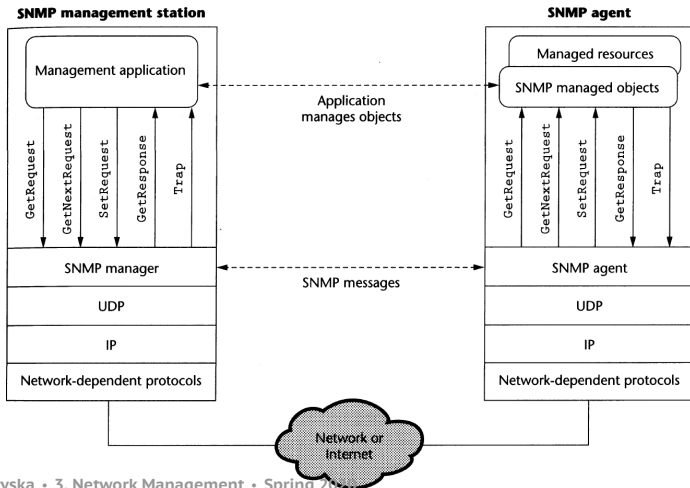 SNMP management station
SNMP agent
Management application
Managed resources
SNMP managed objects
Application
manages objects
GetRequest
GetNextRequest
SetRequest
GetResponse
Trap
GetRequest
GetNextRequest
SetRequest
GetResponse
Trap
SNMP manager
SNMP agent
SNMP messages
UDP
UDP
IP
IP
Network-dependent protocols
Network-dependent protocols
Network or
Internet
vska • 3. Network Management • Spring